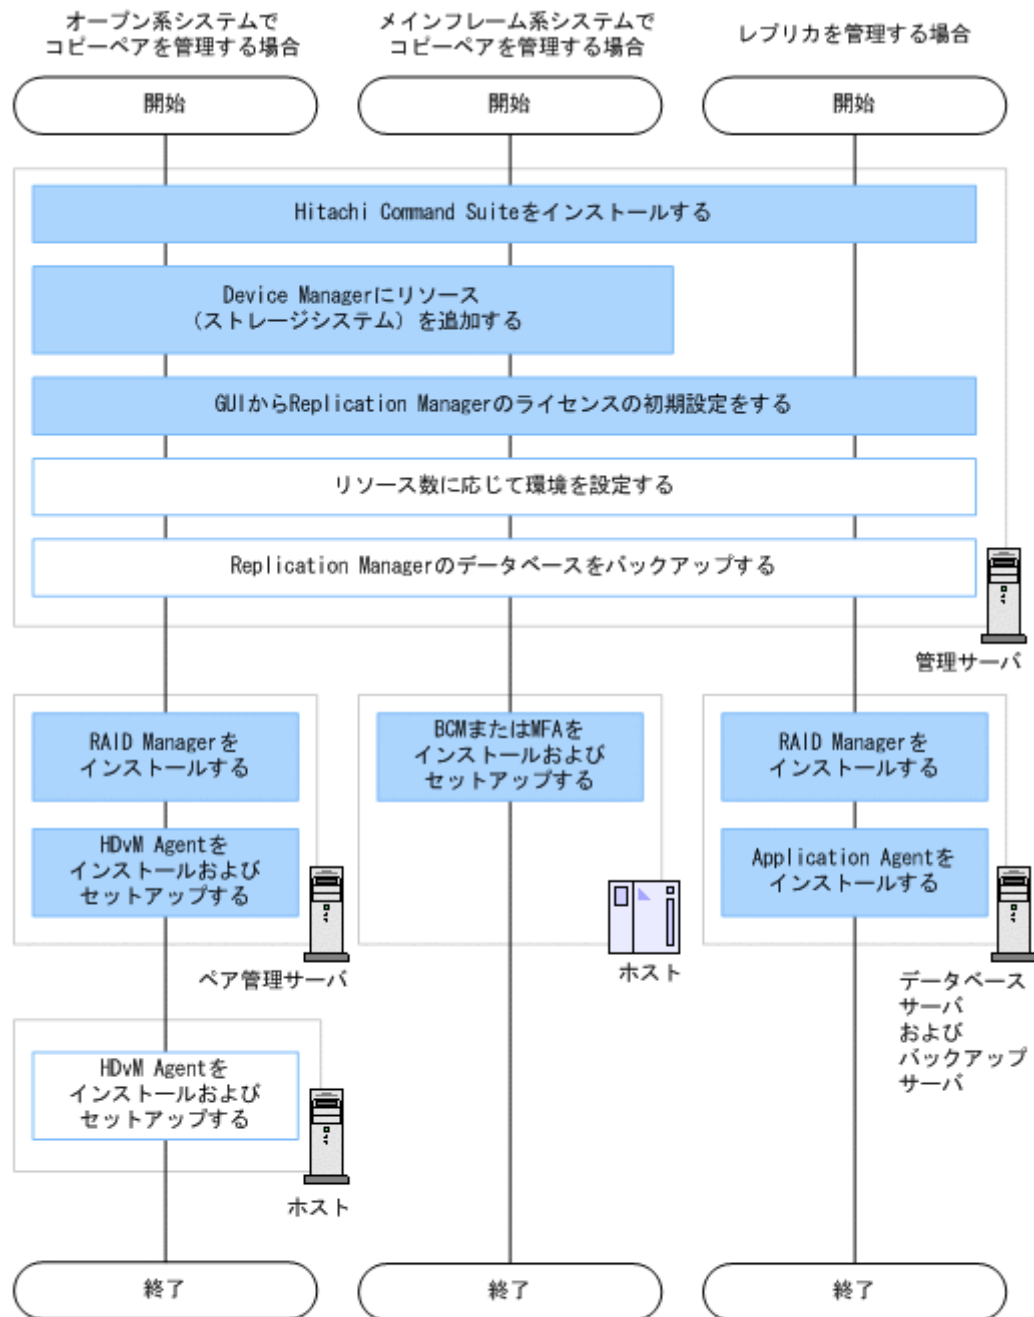 オープン系システムで
コピーペアを管理する場合
メインフレーム系システムで
コピーペアを管理する場合
レプリカを管理する場合
開始
開始
開始
Hitachi Command Suiteをインストールする
Device Managerにリソース
（ストレージシステム）を追加する
GUIからReplication Managerのライセンスの初期設定をする
リソース数に応じて環境を設定する
Replication Managerのデータベースをバックアップする
管理サーバ
RAID Managerを
インストールする
BCMまたはMFAを
インストールおよび
セットアップする
RAID Managerを
インストールする
HDvM Agentを
インストールおよび
セットアップする
Application Agentを
インストールする
ペア管理サーバ
ホスト
データベース
サーバ
および
バックアップ
サーバ
HDvM Agentを
インストールおよび
セットアップする
ホスト
終了
終了
終了